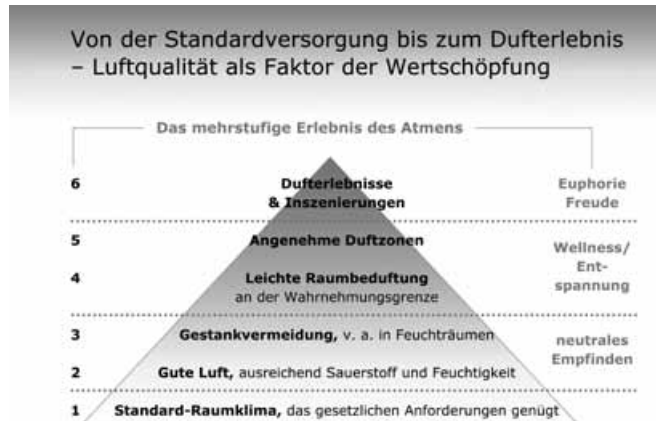 Von der Standardversorgung bis zum Dufterlebnis
– Luftqualität als Faktor der Wertschöpfung
Das mehrstufige Erlebnis des Atmens
6 Dufterlebnisse Euphorie
& Inszenierungen Freude
5 Angenehme Duftzonen Wellness/
Ent-
4 Leichte Raumbeduftung spannung
an der Wahrnehmungsgrenze
3 Gestankvermeidung, v. a. in Feuchträumen neutrales
Empfinden
2 Gute Luft, ausreichend Sauerstoff und Feuchtigkeit
1 Standard-Raumklima, das gesetzlichen Anforderungen genügt